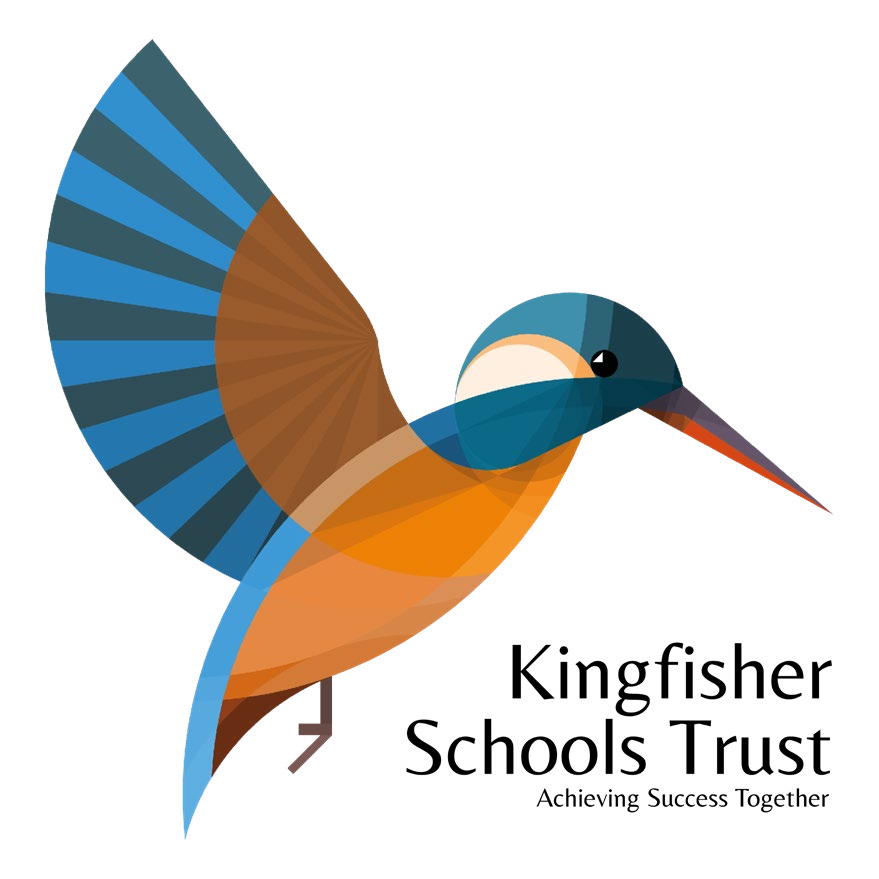 Kingfisher
Schools Trust
Achieving Success Together